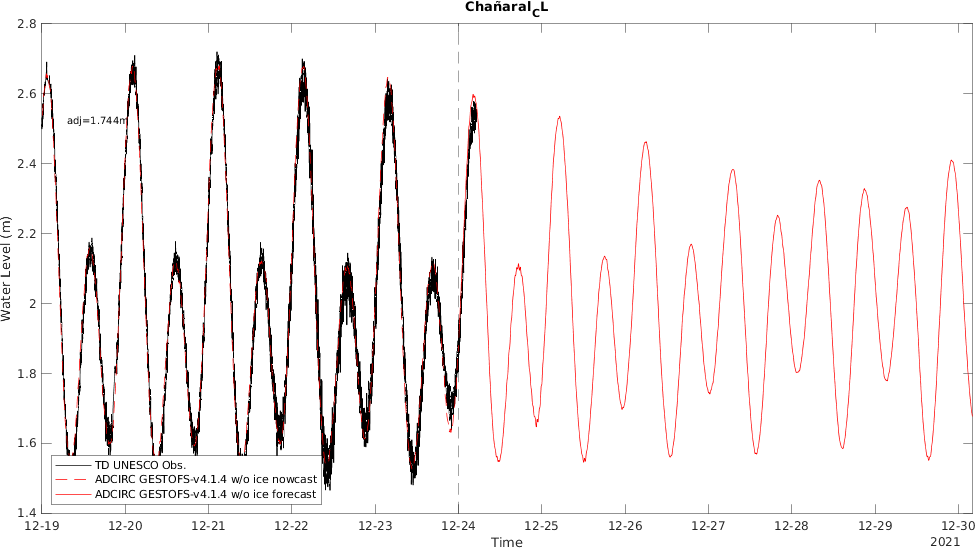 Chañaral_CL
2.8
2.6
2.4
2.2
2
1.8
1.6
1.4
Water Level (m)
adj=1.744m
TD UNESCO Obs.
ADCIRC GESTOFS-v4.1.4 w/o ice nowcast
ADCIRC GESTOFS-v4.1.4 w/o ice forecast
12-19 12-20 12-21 12-22 12-23 12-24 12-25 12-26 12-27 12-28 12-29 12-30
Time
2021